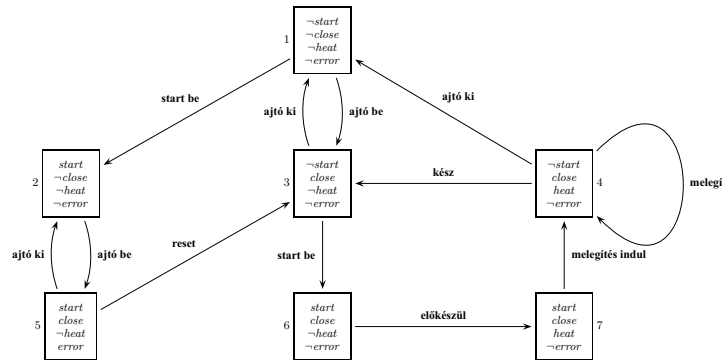 1
¬start
¬close
¬heat
¬error
start be
ajtó ki
ajtó be
ajtó ki
2
start
¬close
¬heat
¬error
3
¬start
close
¬heat
¬error
kész
¬start
close
heat
¬error
4
melegí
ajtó ki
ajtó be
reset
start be
melegítés indul
5
start
close
¬heat
error
6
start
close
¬heat
¬error
előkészül
start
close
heat
¬error
7